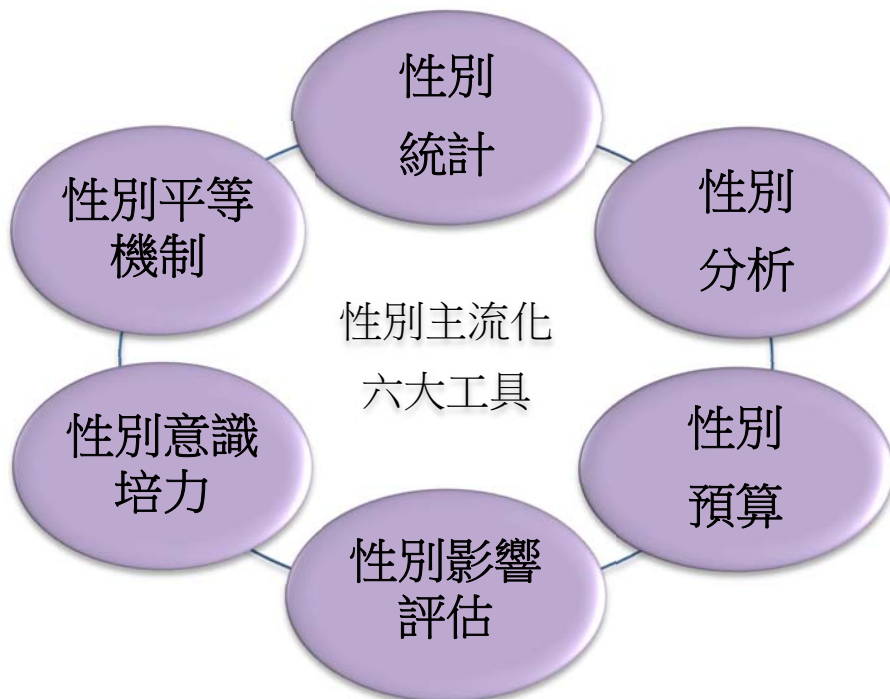 性別
統計
性別
分析
性別
預算
性別影響
評估
性別意識
培力
性別平等
機制
性別主流化
六大工具